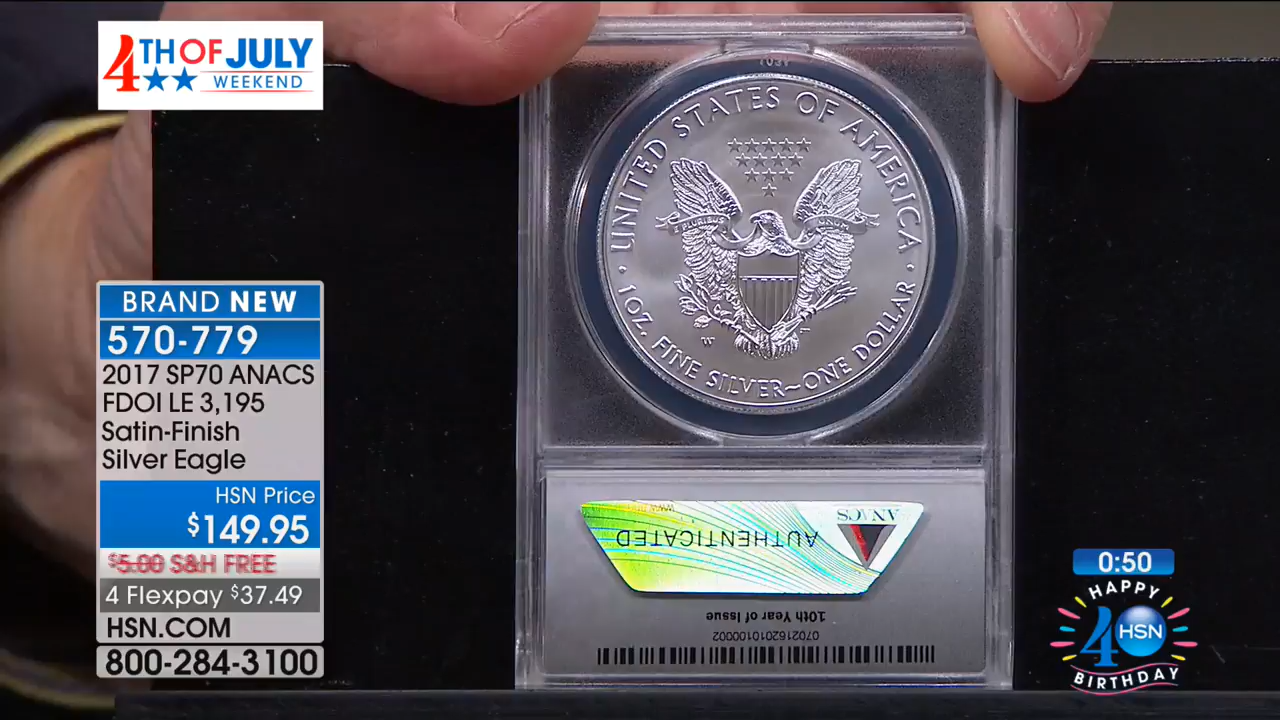 4TH OF JULY
WEEKEND
BRAND NEW
570-779
2017 SP70 ANACS
FDOI LE 3,195
Satin-Finish
Silver Eagle
HSN Price
$149.95
$5.00 S&H FREE
4 Flexpay $37.49
HSN.COM
800-284-3100
UNITED STATES OF AMERICA
E PLURIBUS UNUM
W
1 OZ. FINE SILVER~ONE DOLLAR
ANACS
AUTHENTICATED
10th Year of Issue
0:50
HAPPY
40 HSN
BIRTHDAY